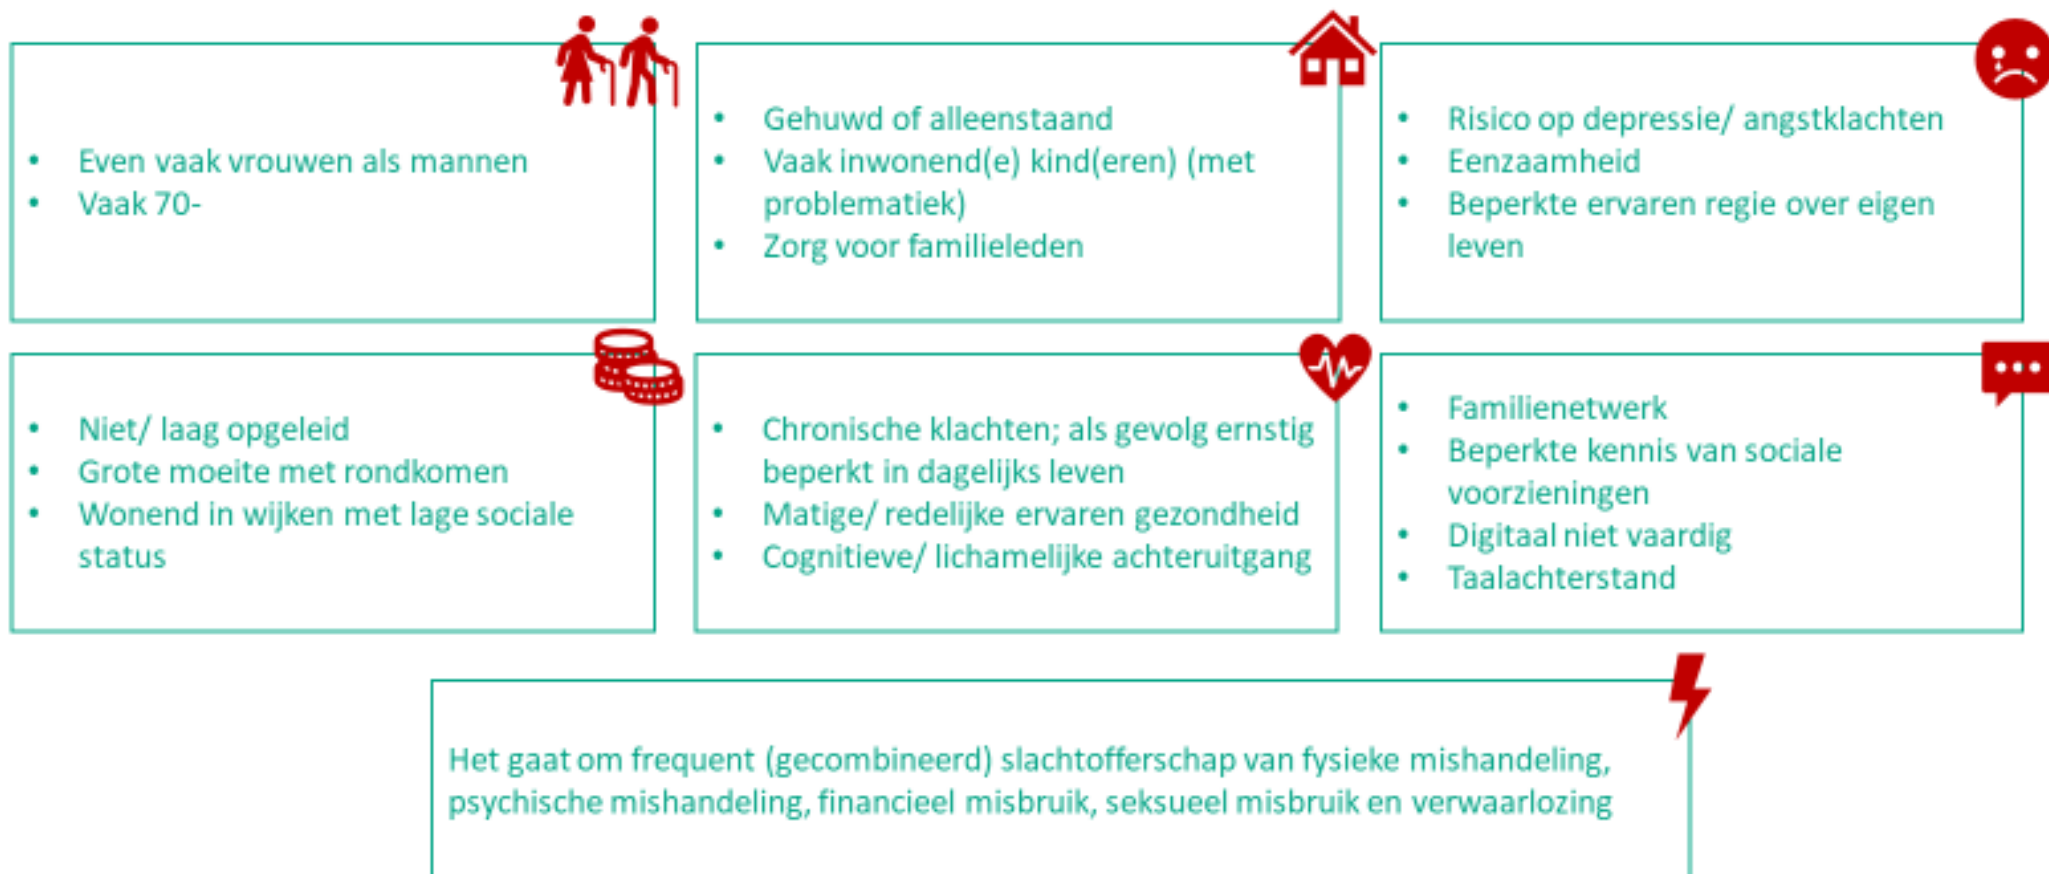 • Even vaak vrouwen als mannen
• Vaak 70-
• Gehuwd of alleenstaand
• Vaak inwonend(e) kind(eren) (met
problematiek)
• Zorg voor familieleden
• Risico op depressie/ angstklachten
• Eenzaamheid
• Beperkte ervaren regie over eigen
leven
• Niet/ laag opgeleid
• Grote moeite met rondkomen
• Wonend in wijken met lage sociale
status
• Chronische klachten; als gevolg ernstig
beperkt in dagelijks leven
• Matige/ redelijke ervaren gezondheid
• Cognitieve/ lichamelijke achteruitgang
• Familienetwerk
• Beperkte kennis van sociale
voorzieningen
• Digitaal niet vaardig
• Taalachterstand
Het gaat om frequent (gecombineerd) slachtofferschap van fysieke mishandeling,
psychische mishandeling, financieel misbruik, seksueel misbruik en verwaarlozing